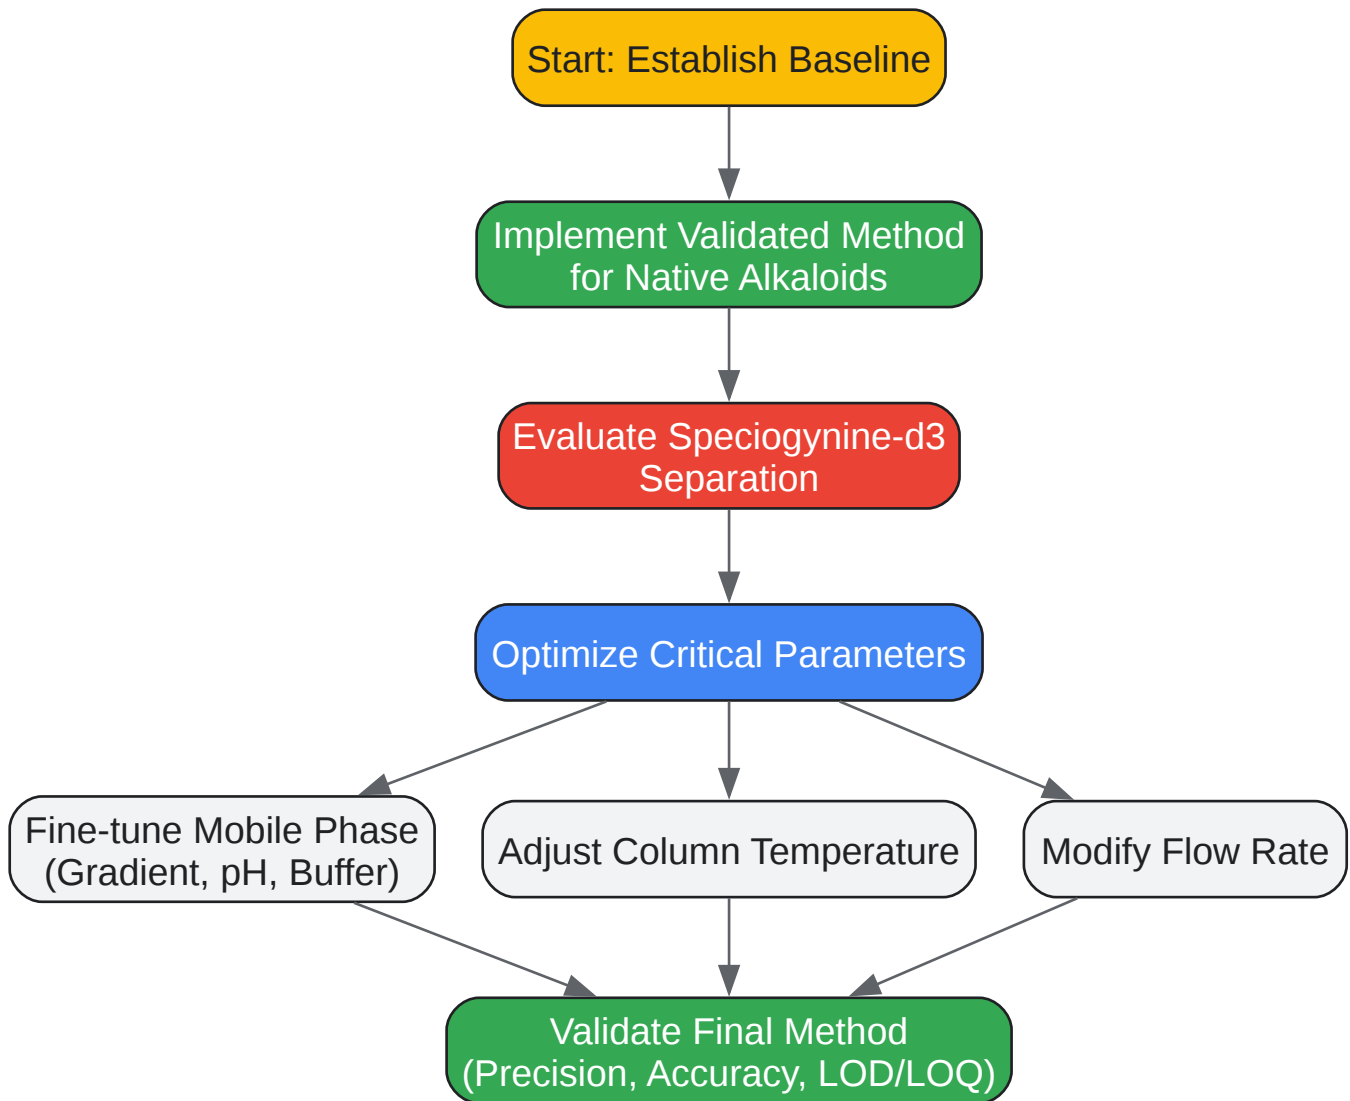 Start: Establish Baseline
Implement Validated Method
for Native Alkaloids
Evaluate Speciogynine-d3
Separation
Optimize Critical Parameters
Fine-tune Mobile Phase
(Gradient, pH, Buffer)
Adjust Column Temperature
Modify Flow Rate
Validate Final Method
(Precision, Accuracy, LOD/LOQ)